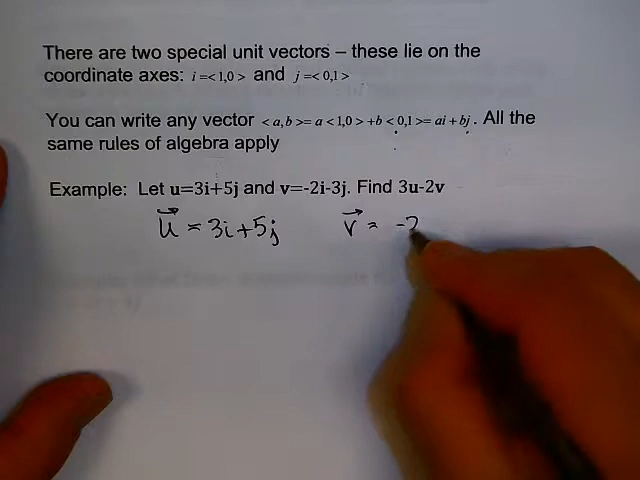 There are two special unit vectors – these lie on the
coordinate axes: i =< 1,0 > and j =< 0,1 >
You can write any vector < a, b >= a < 1,0 > +b < 0,1 >= ai + bj . All the
same rules of algebra apply
Example: Let u=3i+5j and v=-2i-3j. Find 3u-2v
u⃗ = 3i+5j v⃗ = -2